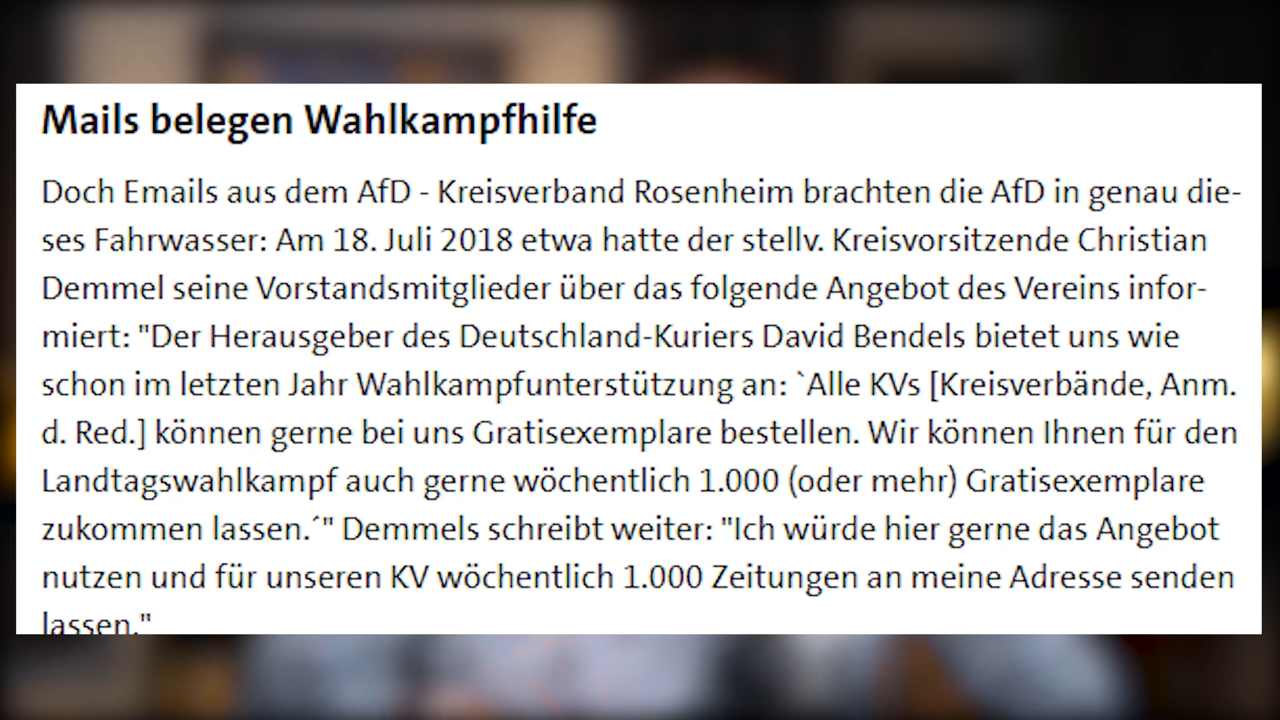 Mails belegen Wahlkampfhilfe
Doch Emails aus dem AfD - Kreisverband Rosenheim brachten die AfD in genau die-
ses Fahrwasser: Am 18. Juli 2018 etwa hatte der stellv. Kreisvorsitzende Christian
Demmel seine Vorstandsmitglieder über das folgende Angebot des Vereins infor-
miert: "Der Herausgeber des Deutschland-Kuriers David Bendels bietet uns wie
schon im letzten Jahr Wahlkampfunterstützung an: `Alle KVs [Kreisverbände, Anm.
d. Red.] können gerne bei uns Gratisexemplare bestellen. Wir können Ihnen für den
Landtagswahlkampf auch gerne wöchentlich 1.000 (oder mehr) Gratisexemplare
zukommen lassen.´" Demmels schreibt weiter: "Ich würde hier gerne das Angebot
nutzen und für unseren KV wöchentlich 1.000 Zeitungen an meine Adresse senden
lassen."